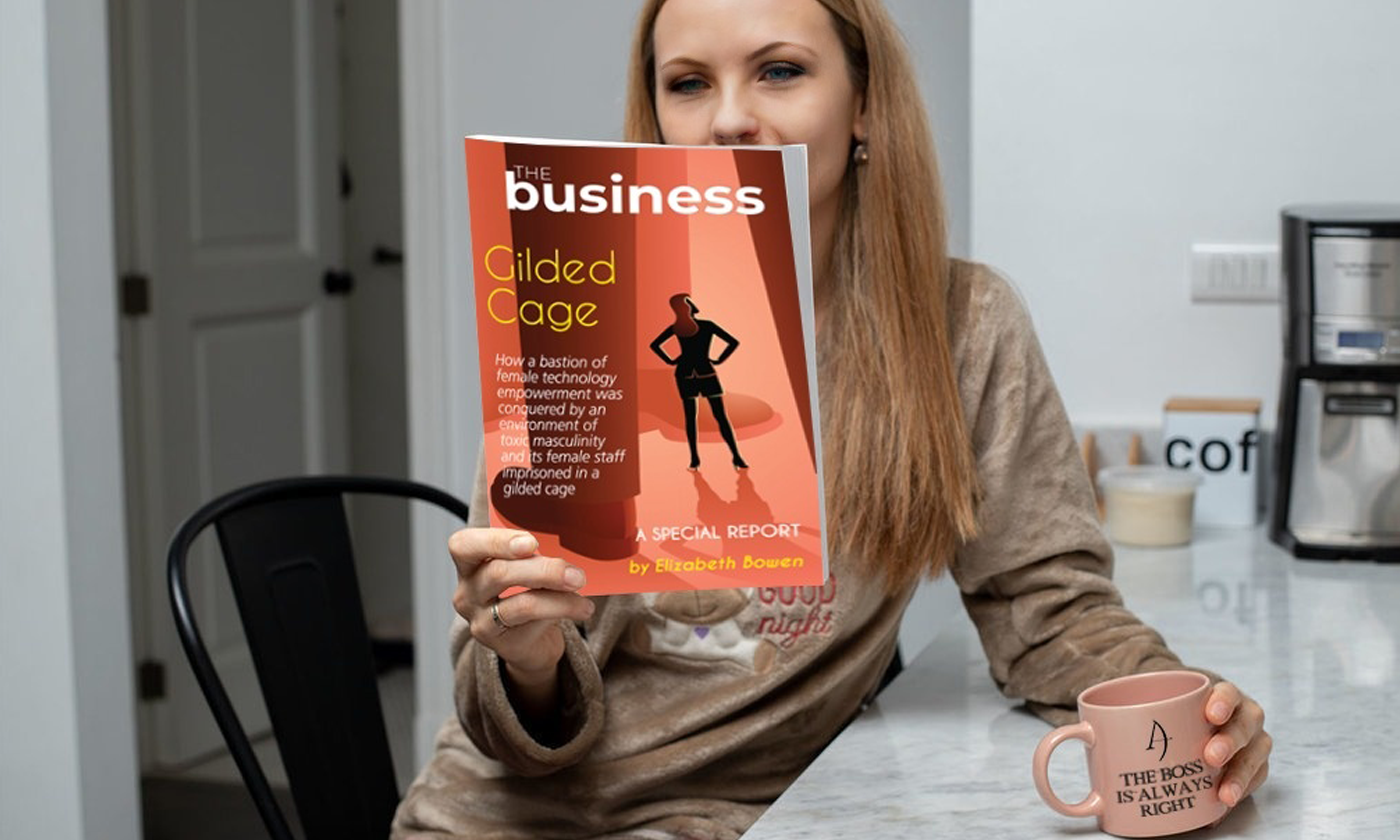 THE
business
Gilded
Cage
How a bastion of
female technology
empowerment was
conquered by an
environment of
toxic masculinity
and its female staff
imprisoned in a
gilded cage
A SPECIAL REPORT
by Elizabeth Bowen
GOOD
night
cof
A
THE BOSS
IS ALWAYS
RIGHT